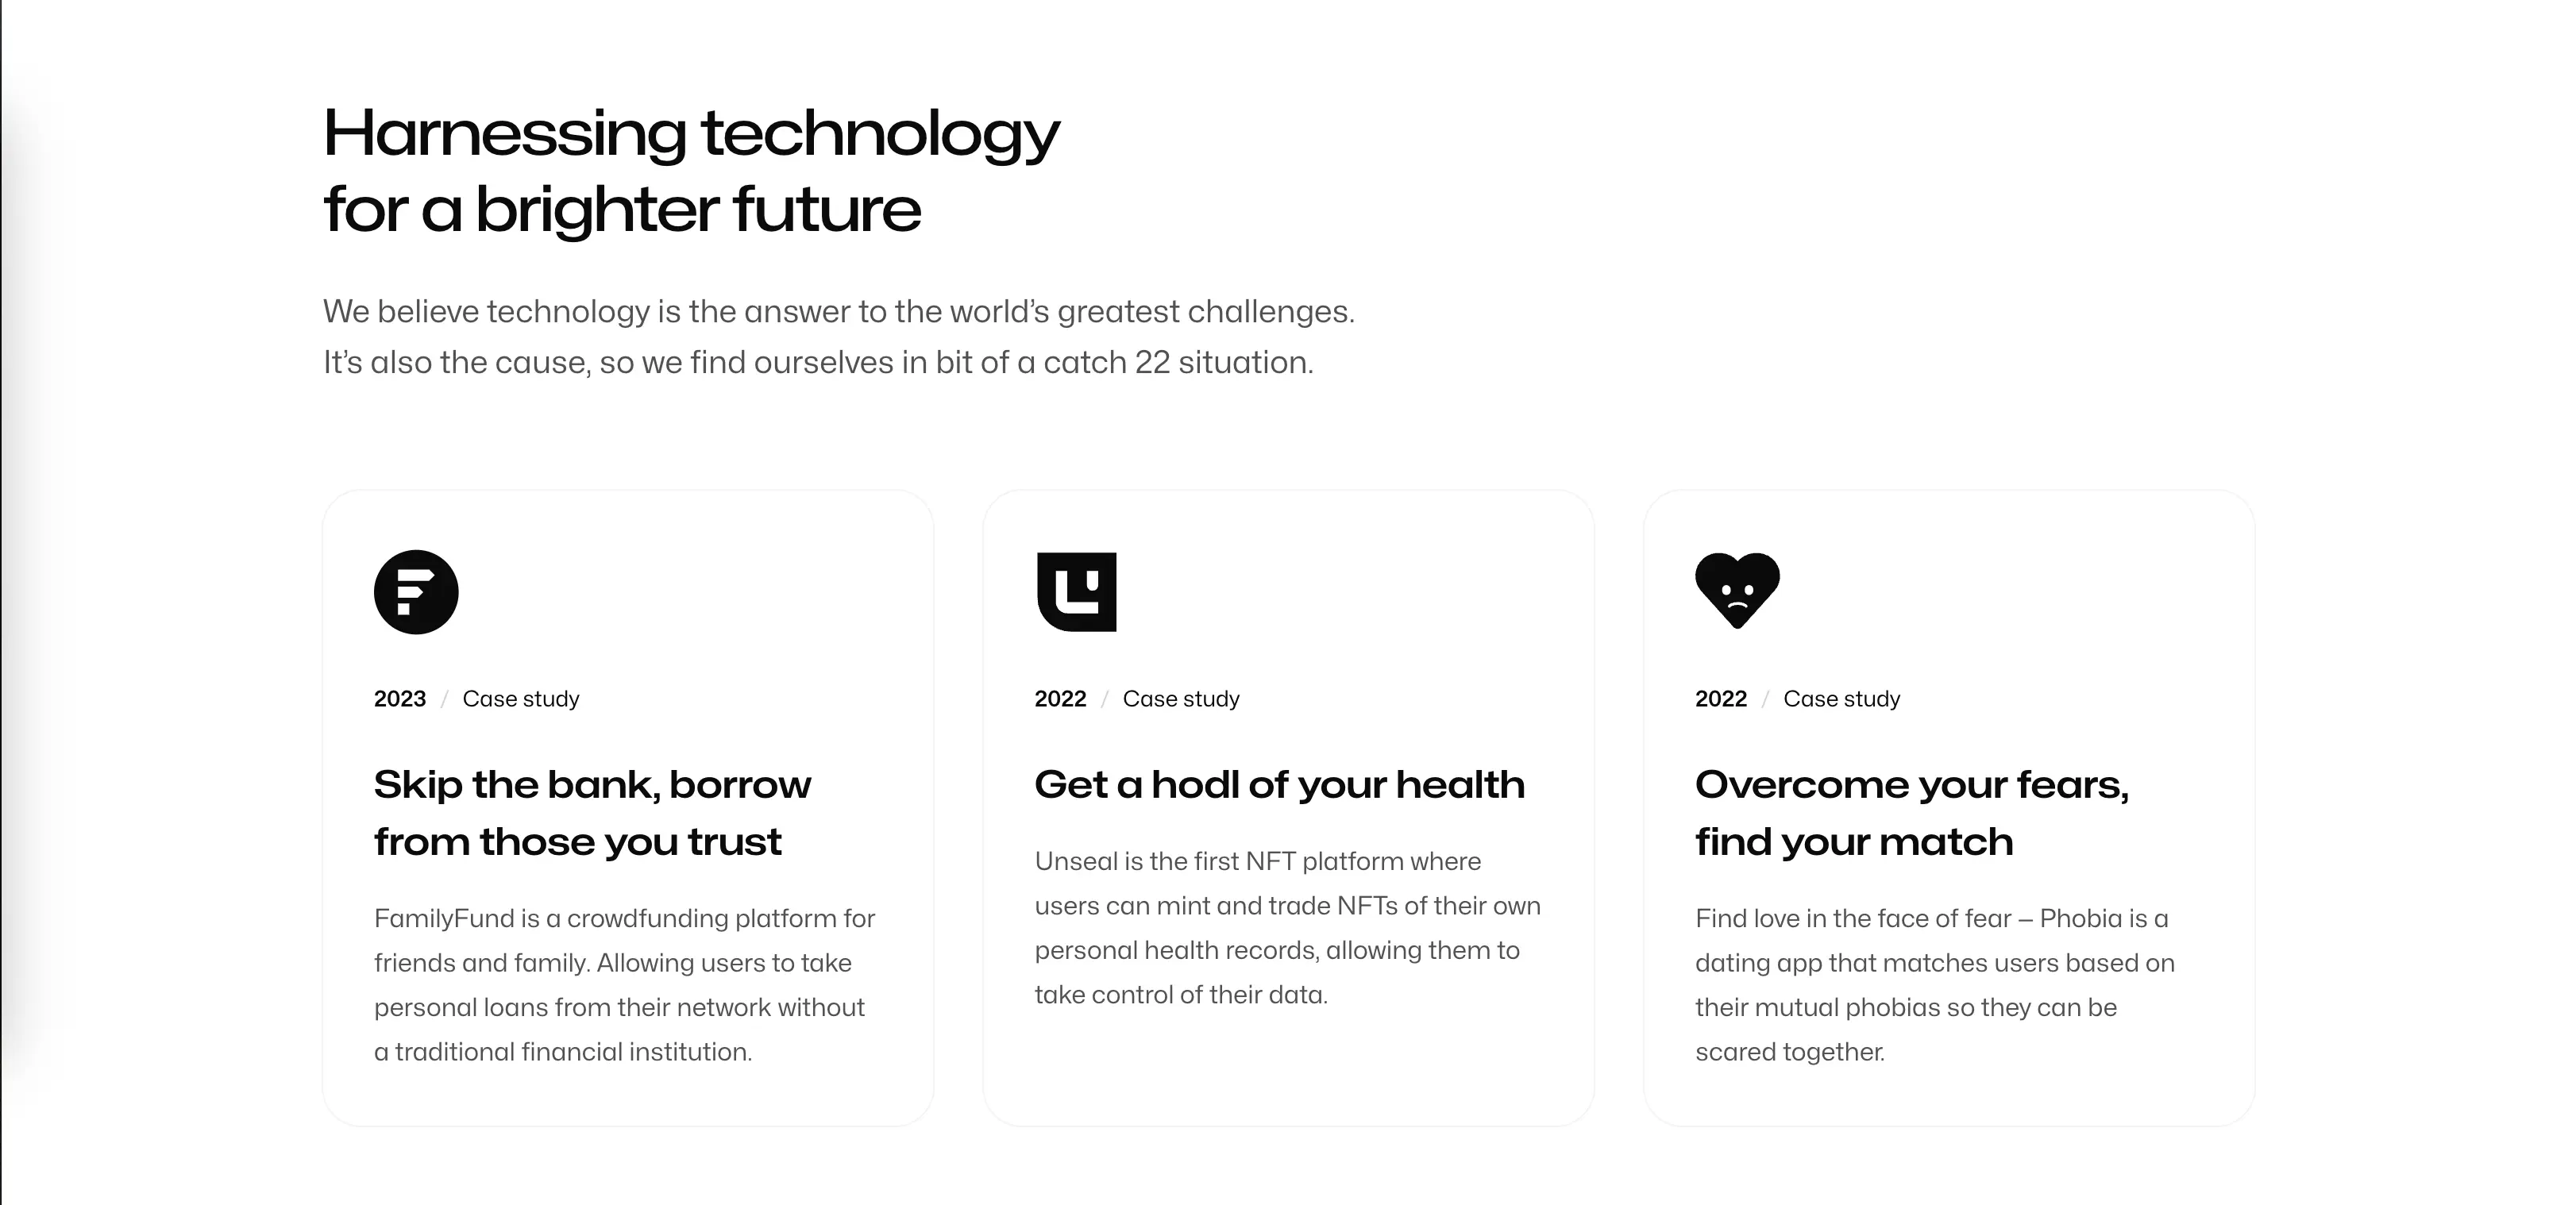 Harnessing technology
for a brighter future
We believe technology is the answer to the world’s greatest challenges.
It’s also the cause, so we find ourselves in bit of a catch 22 situation.
2023 / Case study
Skip the bank, borrow
from those you trust
FamilyFund is a crowdfunding platform for
friends and family. Allowing users to take
personal loans from their network without
a traditional financial institution.
2022 / Case study
Get a hodl of your health
Unseal is the first NFT platform where
users can mint and trade NFTs of their own
personal health records, allowing them to
take control of their data.
2022 / Case study
Overcome your fears,
find your match
Find love in the face of fear – Phobia is a
dating app that matches users based on
their mutual phobias so they can be
scared together.